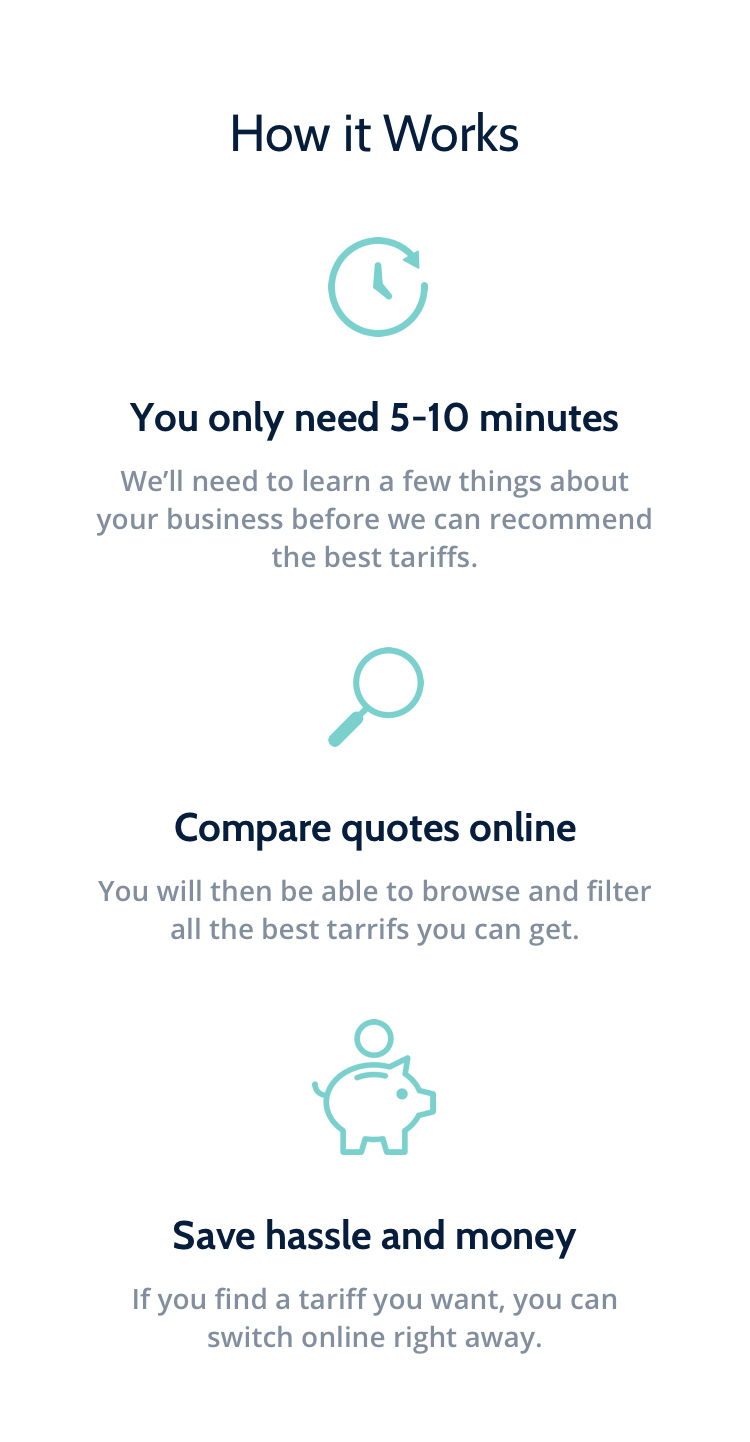 How it Works
You only need 5-10 minutes
We’ll need to learn a few things about
your business before we can recommend
the best tariffs.
Compare quotes online
You will then be able to browse and filter
all the best tarrifs you can get.
Save hassle and money
If you find a tariff you want, you can
switch online right away.